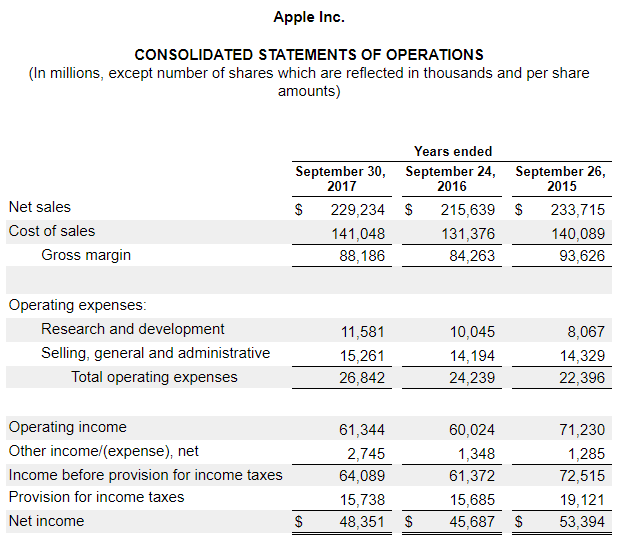 Apple Inc.
CONSOLIDATED STATEMENTS OF OPERATIONS
(In millions, except number of shares which are reflected in thousands and per share
amounts)
Years ended
September 30, September 24, September 26,
2017 2016 2015
Net sales $ 229,234 $ 215,639 $ 233,715
Cost of sales 141,048 131,376 140,089
Gross margin 88,186 84,263 93,626
Operating expenses:
Research and development 11,581 10,045 8,067
Selling, general and administrative 15,261 14,194 14,329
Total operating expenses 26,842 24,239 22,396
Operating income 61,344 60,024 71,230
Other income/(expense), net 2,745 1,348 1,285
Income before provision for income taxes 64,089 61,372 72,515
Provision for income taxes 15,738 15,685 19,121
Net income $ 48,351 $ 45,687 $ 53,394